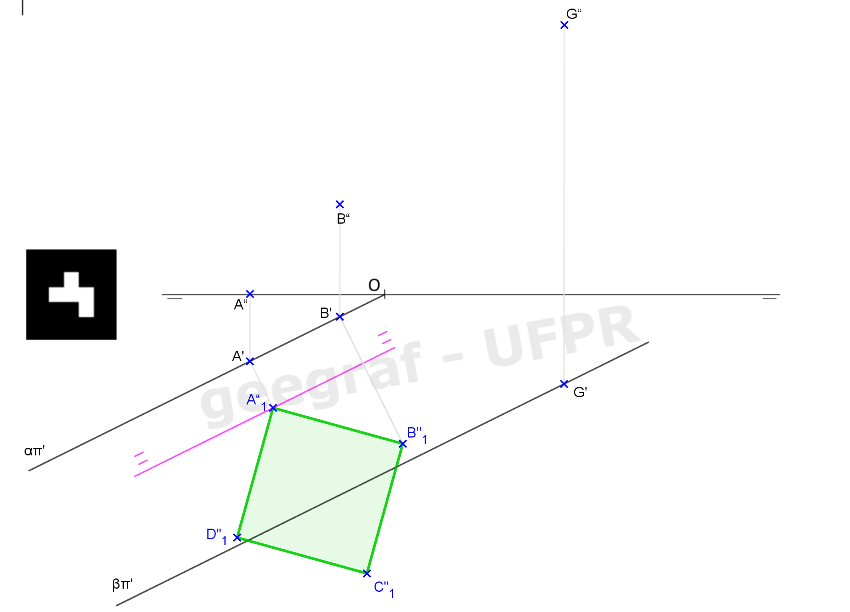 G“
B“
O
A“
B'
geegraf - UFPR
A'
G'
A“1
B"1
απ'
D"1
βπ'
C"1